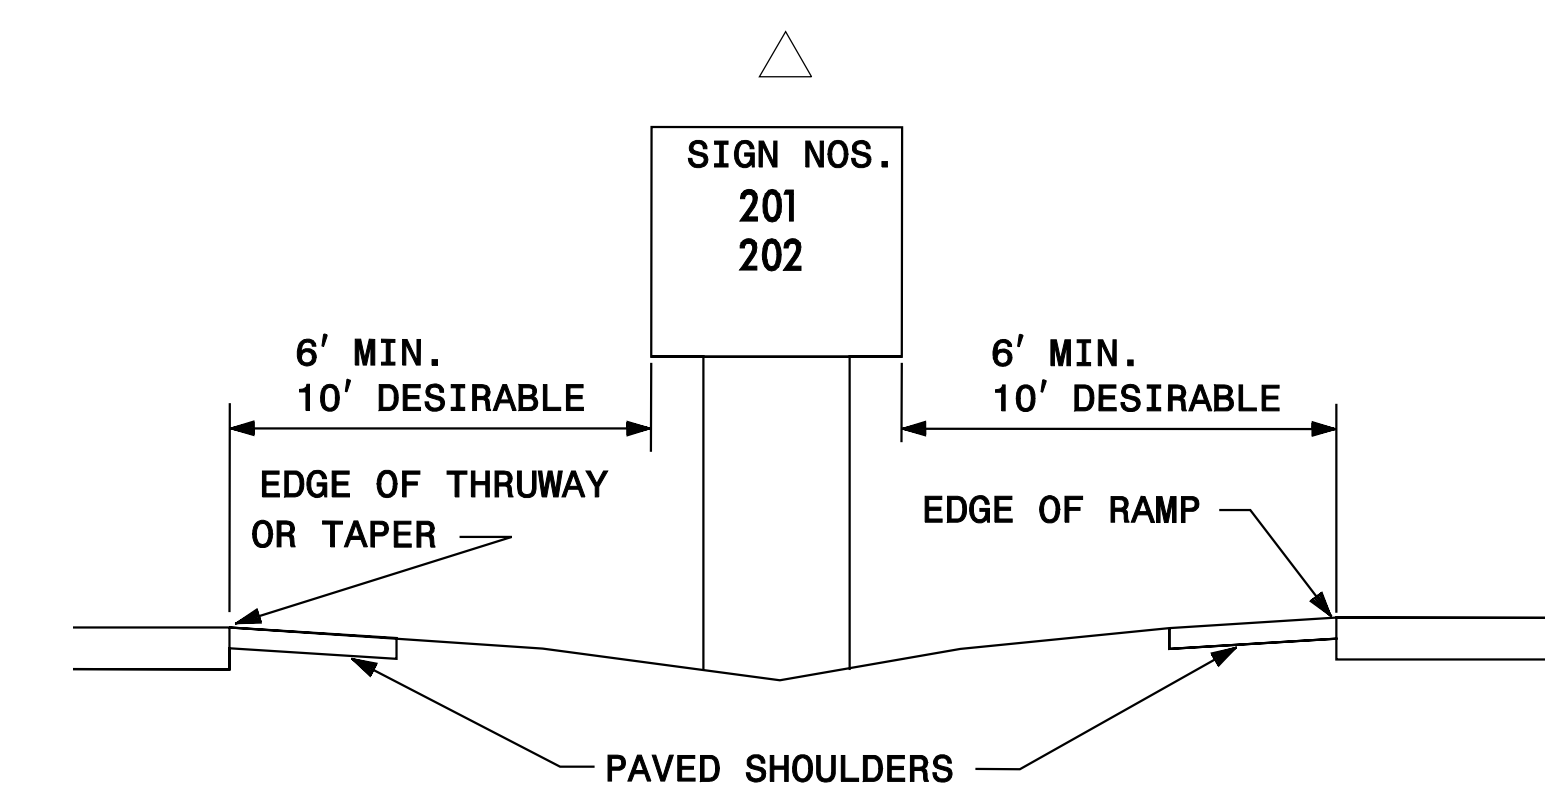 SIGN NOS.
201
202
6' MIN.
10' DESIRABLE
6' MIN.
10' DESIRABLE
EDGE OF THRUWAY
OR TAPER
EDGE OF RAMP
PAVED SHOULDERS